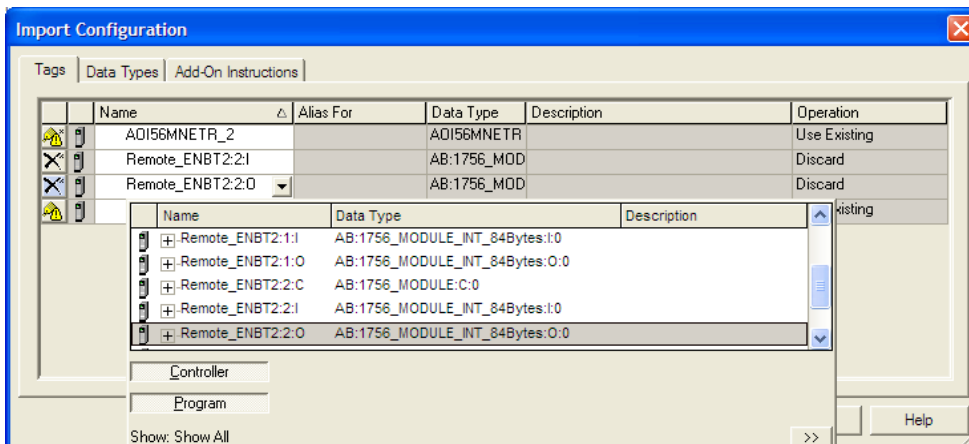 Import Configuration
Tags Data Types Add-On Instructions
Name Alias For Data Type Description Operation
AOI56MNETR_2 AOI56MNETR Use Existing
Remote_ENBT2:2:I AB:1756_MOD Discard
Remote_ENBT2:2:O AB:1756_MOD Discard
Name Data Type Description xisting
Remote_ENBT2:1:I AB:1756_MODULE_INT_84Bytes:I:0
Remote_ENBT2:1:O AB:1756_MODULE_INT_84Bytes:O:0
Remote_ENBT2:2:C AB:1756_MODULE:C:0
Remote_ENBT2:2:I AB:1756_MODULE_INT_84Bytes:I:0
Remote_ENBT2:2:O AB:1756_MODULE_INT_84Bytes:O:0
Controller
Program
Help
Show: Show All >>